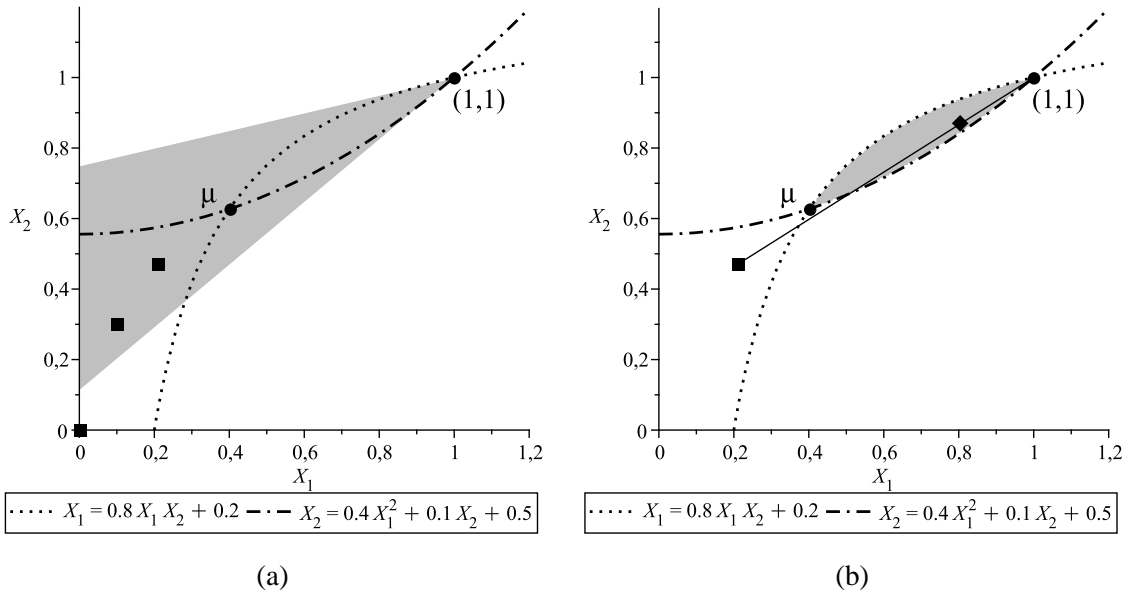 1
(1,1)
0,8
μ
0,6
X₂
0,4
0,2
0
0 0,2 0,4 0,6 0,8 1 1,2
X₁
X₁ = 0.8 X₁ X₂ + 0.2 X₂ = 0.4 X₁² + 0.1 X₂ + 0.5
(a)
1
(1,1)
0,8
μ
0,6
X₂
0,4
0,2
0
0 0,2 0,4 0,6 0,8 1 1,2
X₁
X₁ = 0.8 X₁ X₂ + 0.2 X₂ = 0.4 X₁² + 0.1 X₂ + 0.5
(b)